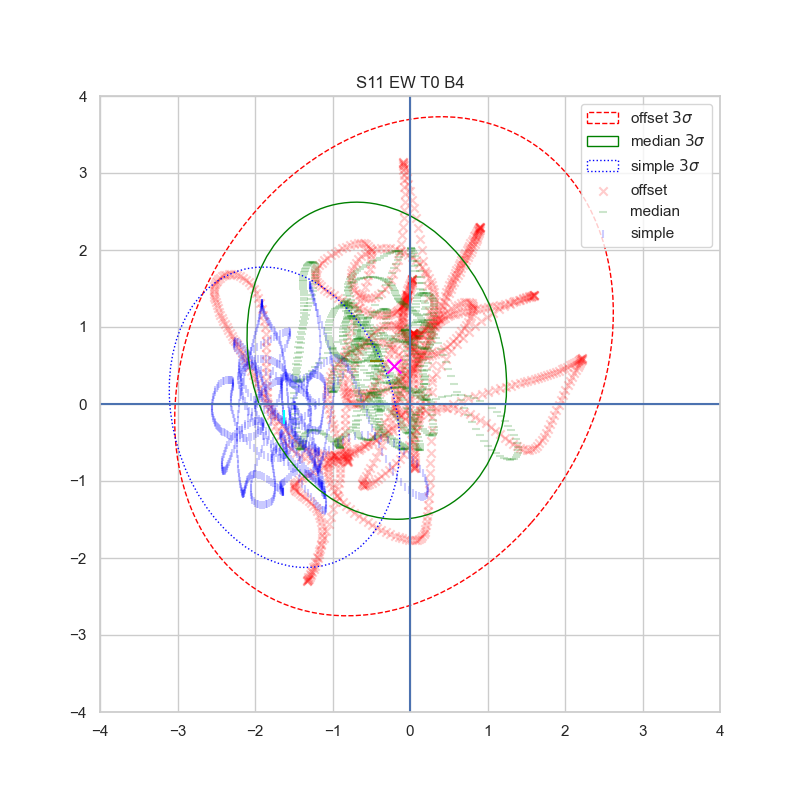 S11 EW T0 B4
4
3
2
1
0
−1
−2
−3
−4
−4 −3 −2 −1 0 1 2 3 4
offset 3σ
median 3σ
simple 3σ
offset
median
simple